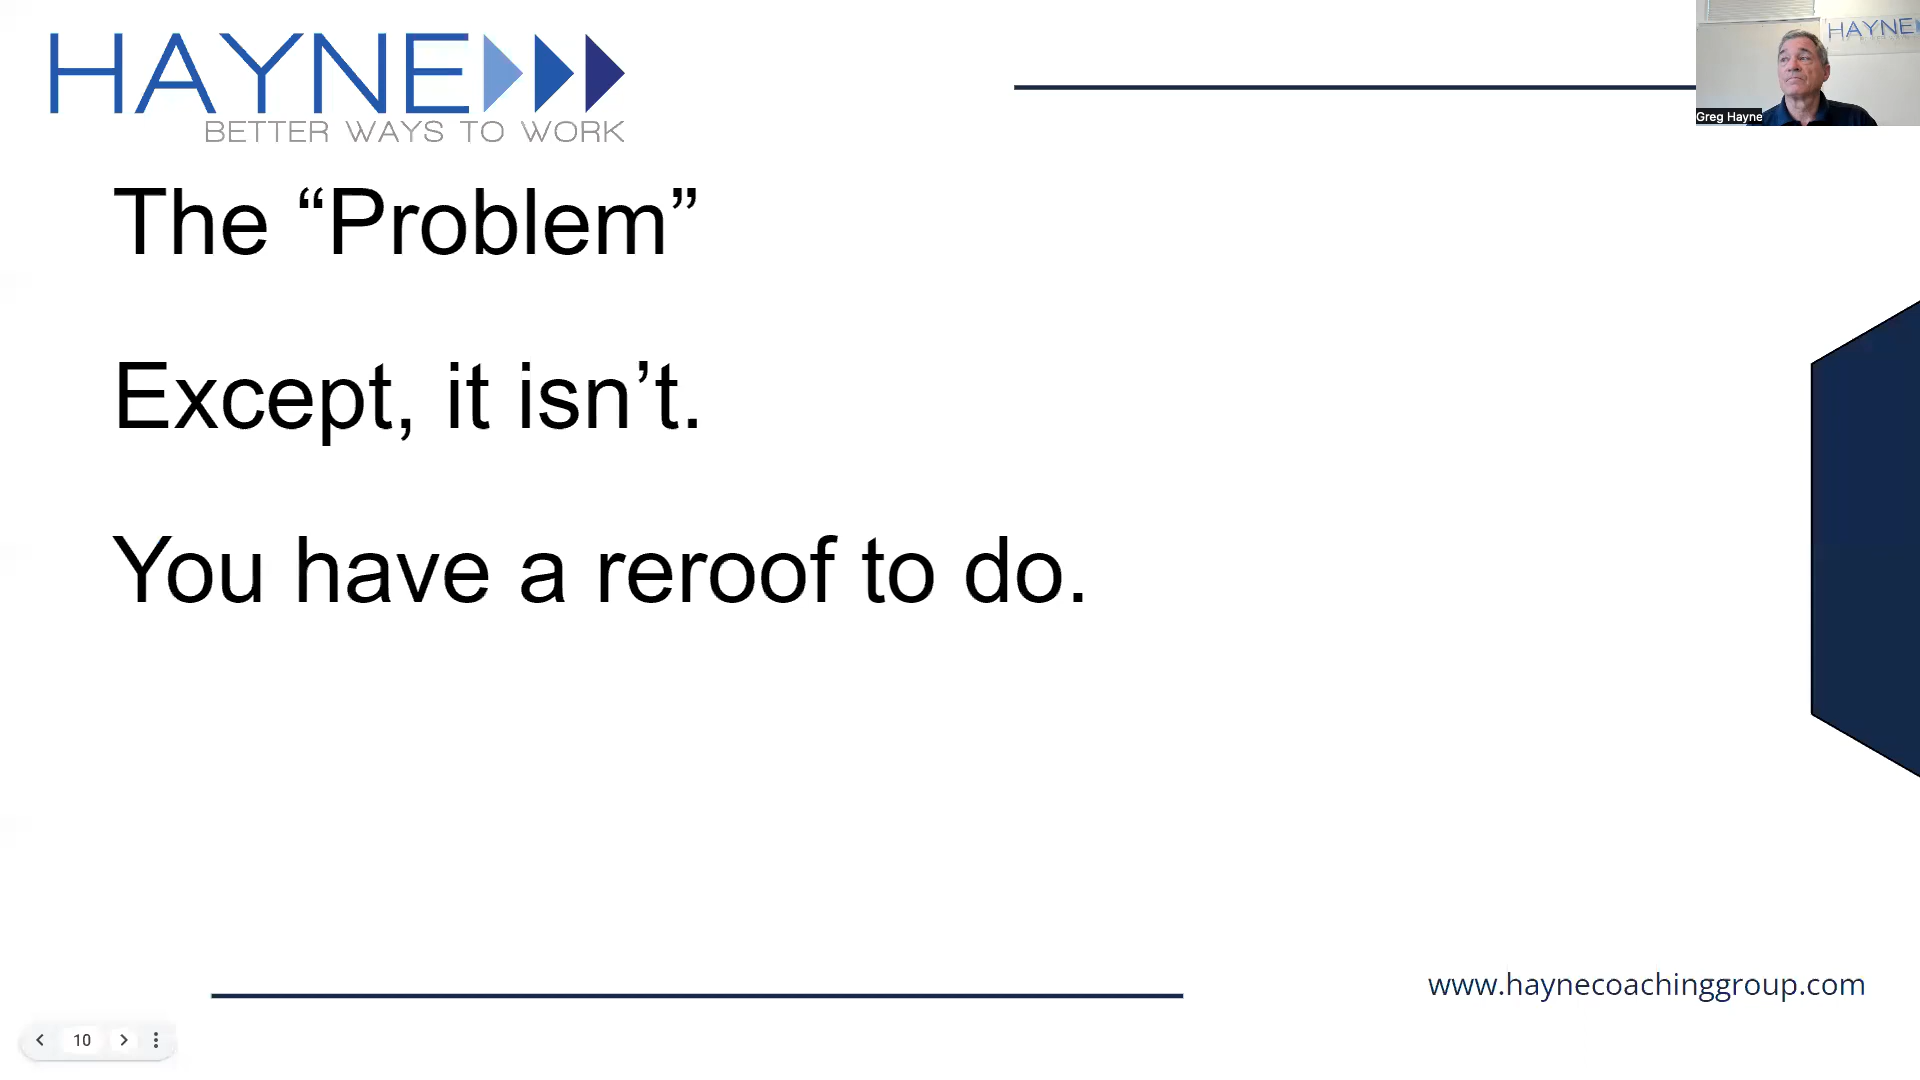 HAYNE
BETTER WAYS TO WORK
HAYNE
Greg Hayne
The “Problem”
Except, it isn’t.
You have a reroof to do.
www.haynecoachinggroup.com
10